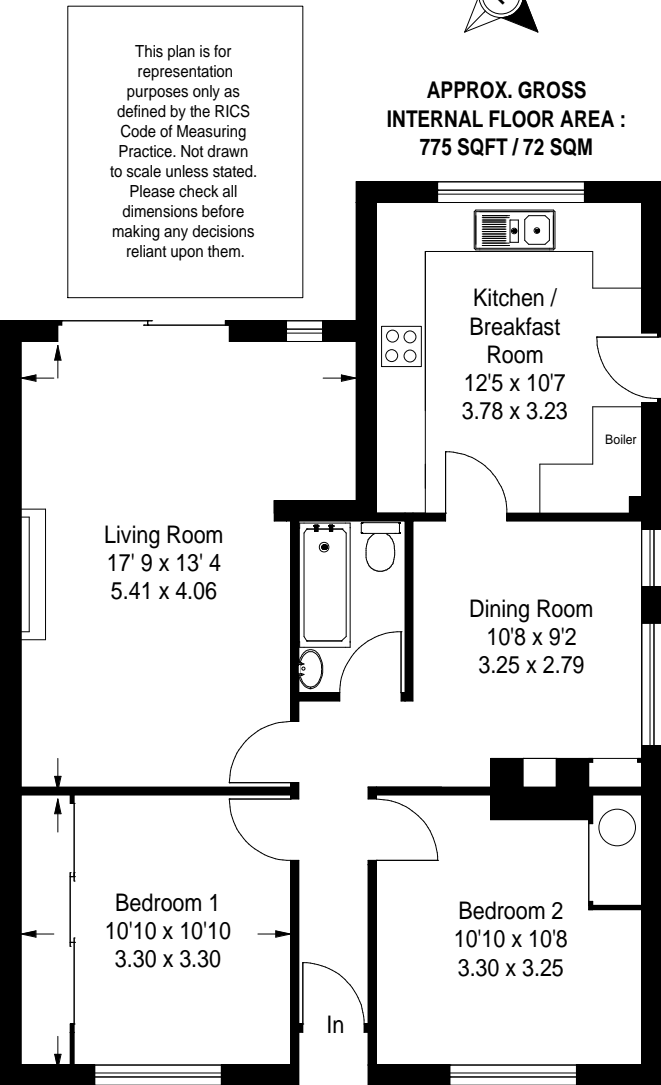 This plan is for
representation
purposes only as
defined by the RICS
Code of Measuring
Practice. Not drawn
to scale unless stated.
Please check all
dimensions before
making any decisions
reliant upon them.
APPROX. GROSS
INTERNAL FLOOR AREA :
775 SQFT / 72 SQM
Kitchen /
Breakfast
Room
12'5 x 10'7
3.78 x 3.23
Boiler
Living Room
17' 9 x 13' 4
5.41 x 4.06
Dining Room
10'8 x 9'2
3.25 x 2.79
Bedroom 1
10'10 x 10'10
3.30 x 3.30
Bedroom 2
10'10 x 10'8
3.30 x 3.25
In